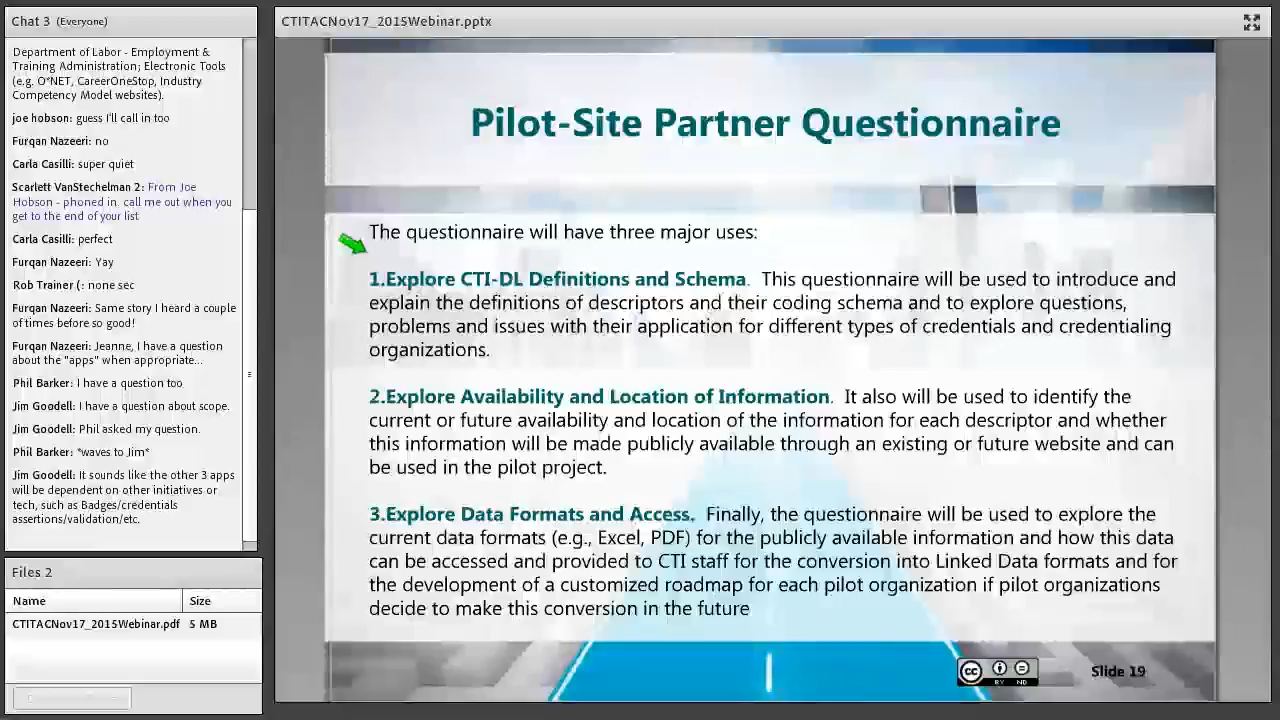 Chat 3 (Everyone)
Department of Labor - Employment &
Training Administration; Electronic Tools
(e.g. O*NET, CareerOneStop, Industry
Competency Model websites).
joe hobson: guess I'll call in too
Furqan Nazeeri: no
Carla Casilli: super quiet
Scarlett VanStechelman 2: From Joe
Hobson - phoned in. call me out when you
get to the end of your list
Carla Casilli: perfect
Furqan Nazeeri: Yay
Rob Trainer (: none sec
Furqan Nazeeri: Same story I heard a couple
of times before so good!
Furqan Nazeeri: Jeanne, I have a question
about the "apps" when appropriate...
Phil Barker: I have a question too
Jim Goodell: I have a question about scope.
Jim Goodell: Phil asked my question.
Phil Barker: *waves to Jim*
Jim Goodell: It sounds like the other 3 apps
will be dependent on other initiatives or
tech, such as Badges/credentials
assertions/validation/etc.
Files 2
Name Size
CTITACNov17_2015Webinar.pdf 5 MB
CTITACNov17_2015Webinar.pptx
Pilot-Site Partner Questionnaire
The questionnaire will have three major uses:
1.Explore CTI-DL Definitions and Schema. This questionnaire will be used to introduce and
explain the definitions of descriptors and their coding schema and to explore questions,
problems and issues with their application for different types of credentials and credentialing
organizations.
2.Explore Availability and Location of Information. It also will be used to identify the
current or future availability and location of the information for each descriptor and whether
this information will be made publicly available through an existing or future website and can
be used in the pilot project.
3.Explore Data Formats and Access. Finally, the questionnaire will be used to explore the
current data formats (e.g., Excel, PDF) for the publicly available information and how this data
can be accessed and provided to CTI staff for the conversion into Linked Data formats and for
the development of a customized roadmap for each pilot organization if pilot organizations
decide to make this conversion in the future
cc BY ND
Slide 19